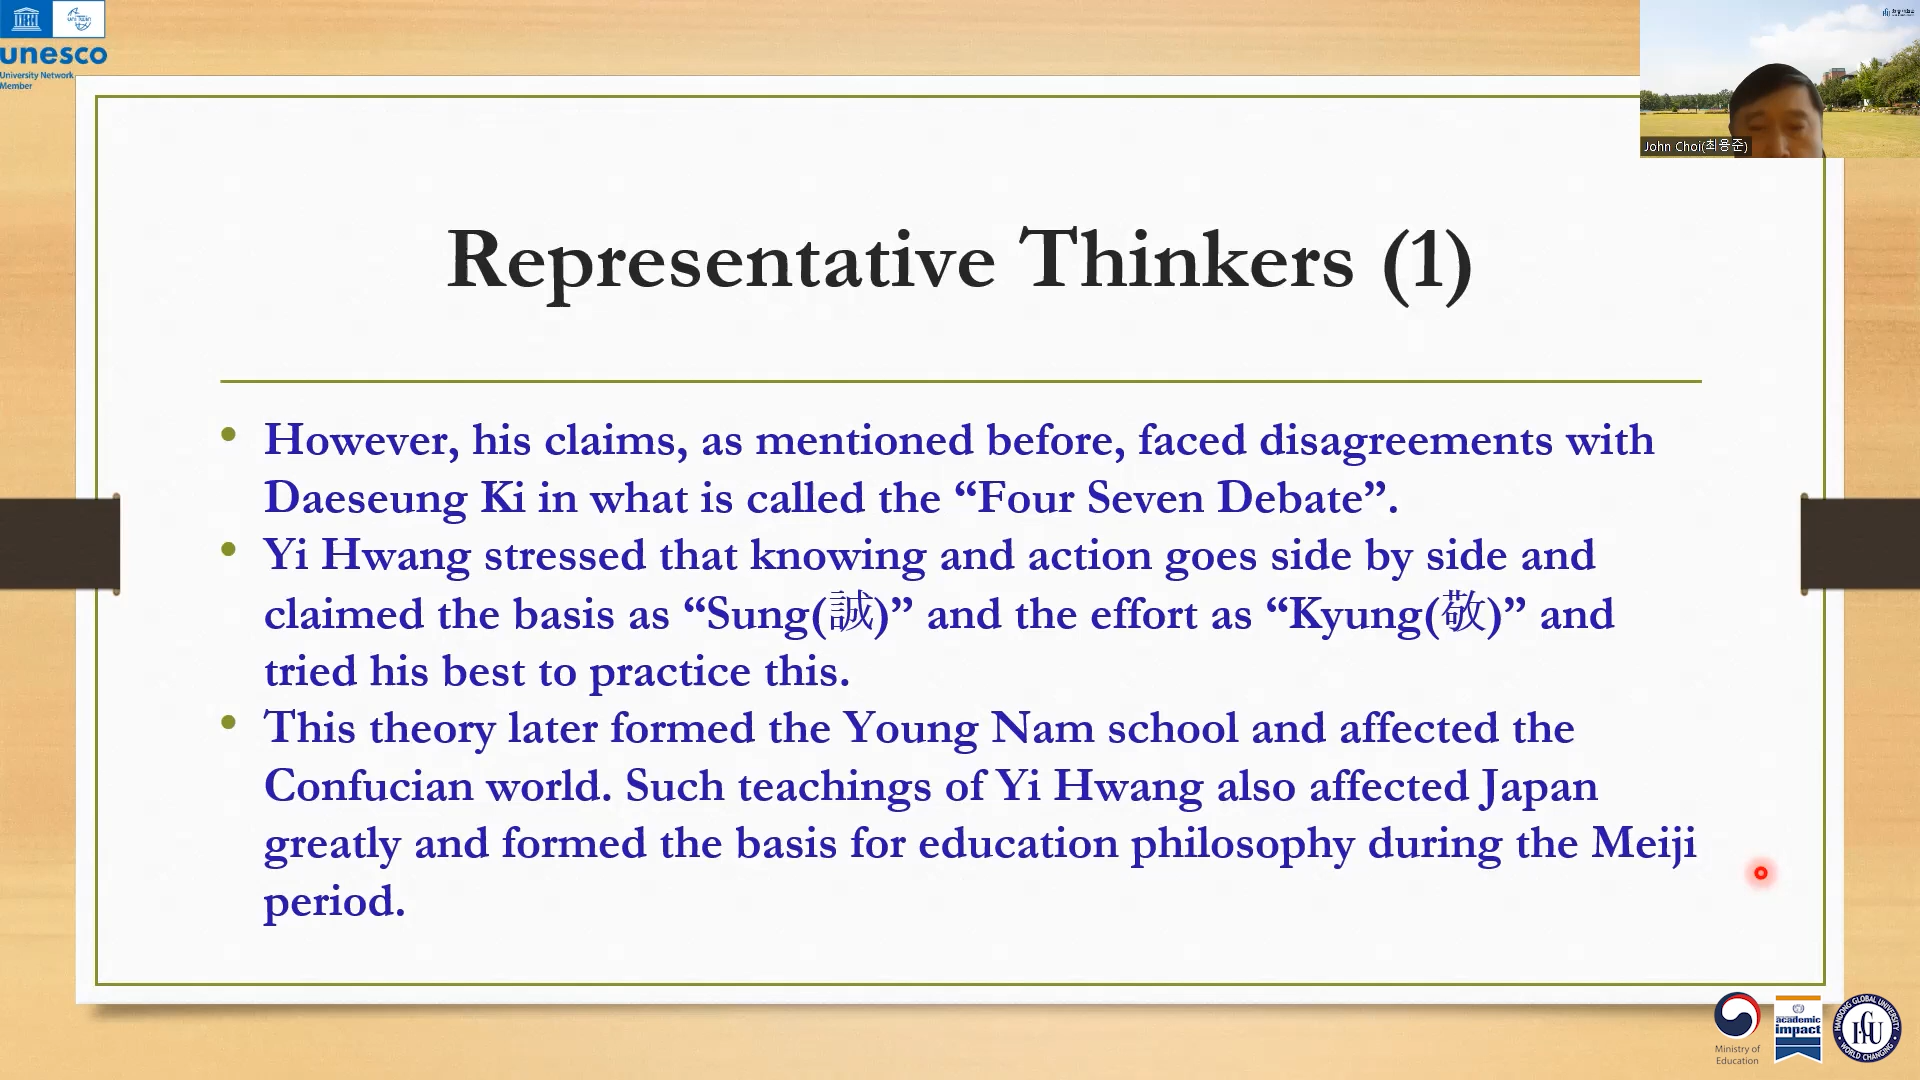 unesco
University Network
Member
John Choi(최용준)
Representative Thinkers (1)
• However, his claims, as mentioned before, faced disagreements with
Daeseung Ki in what is called the “Four Seven Debate”.
• Yi Hwang stressed that knowing and action goes side by side and
claimed the basis as “Sung(誠)” and the effort as “Kyung(敬)” and
tried his best to practice this.
• This theory later formed the Young Nam school and affected the
Confucian world. Such teachings of Yi Hwang also affected Japan
greatly and formed the basis for education philosophy during the Meiji
period.
Ministry of
Education
academic
impact
HANDONG GLOBAL UNIVERSITY
HGU
WORLD CHANGING